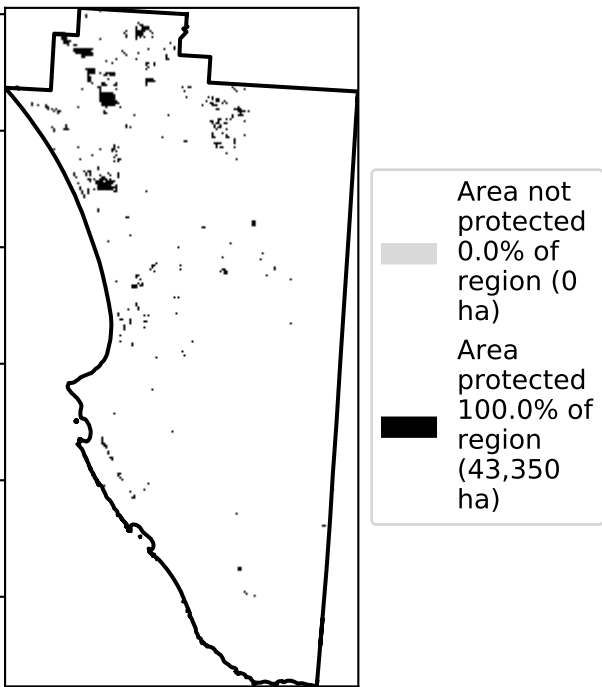 Area not
protected
0.0% of
region (0
ha)
Area
protected
100.0% of
region
(43,350
ha)